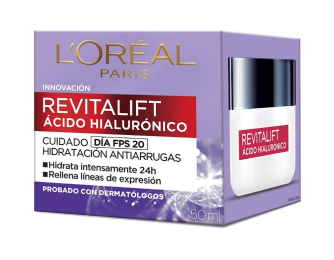 L'ORÉAL
PARIS
INNOVACIÓN
REVITALIFT
ÁCIDO HIALURÓNICO
CUIDADO DÍA FPS 20
HIDRATACIÓN ANTIARRUGAS
Hidrata intensamente 24h
Rellena líneas de expresión
PROBADO CON DERMATÓLOGOS
50ml
REVITALIFT
ÁCIDO HIALURÓNICO